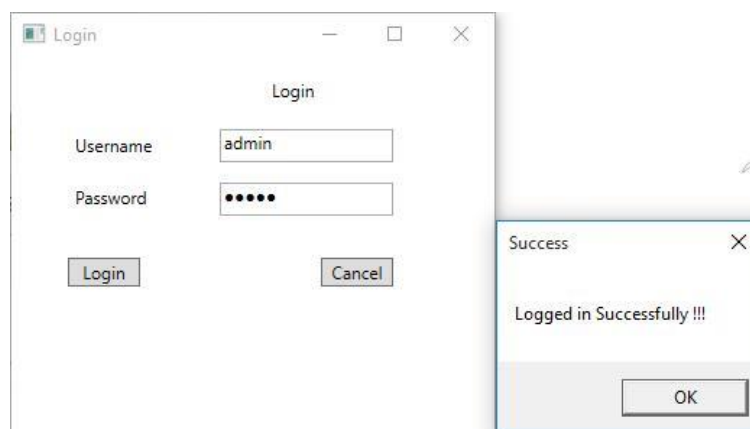 Login
Login
Username admin
Password •••••
Login Cancel
Success
Logged in Successfully !!!
OK